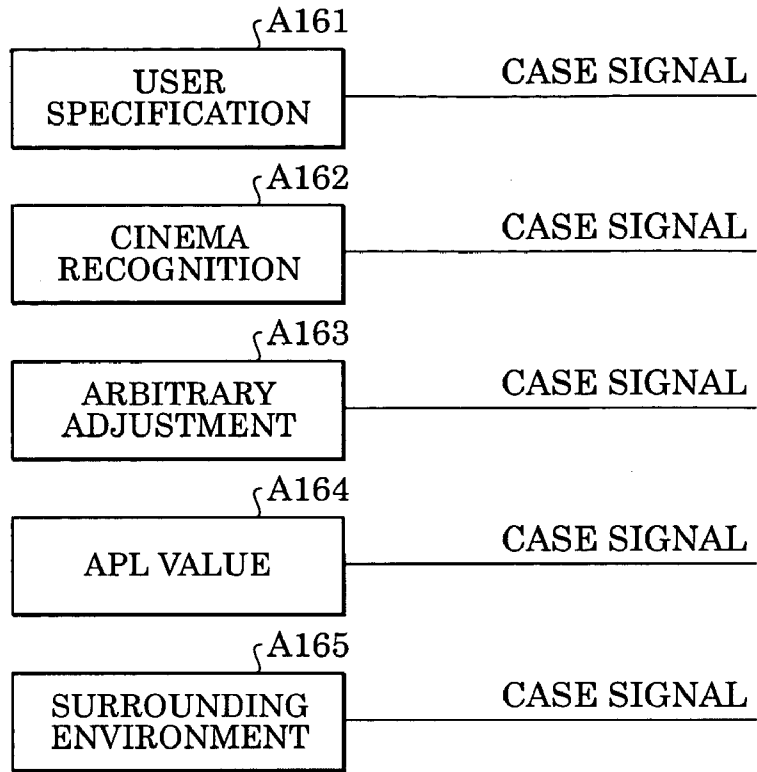 A161
USER
SPECIFICATION
CASE SIGNAL
A162
CINEMA
RECOGNITION
CASE SIGNAL
A163
ARBITRARY
ADJUSTMENT
CASE SIGNAL
A164
APL VALUE
CASE SIGNAL
A165
SURROUNDING
ENVIRONMENT
CASE SIGNAL